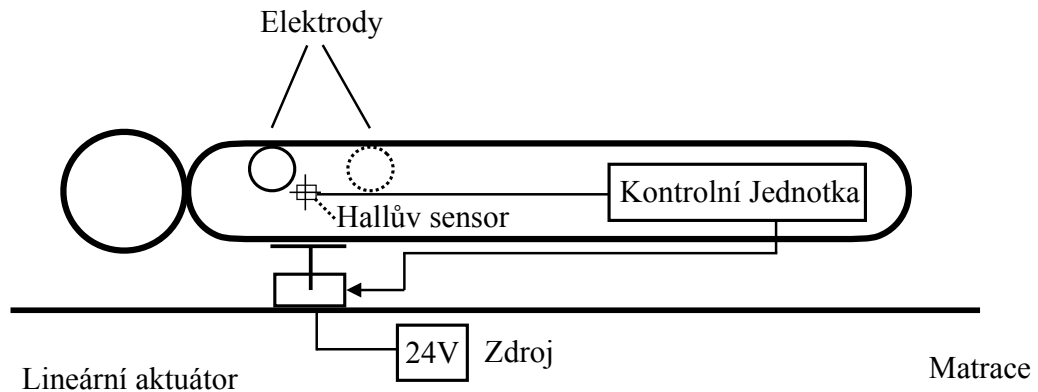 Elektrody
Kontrolní Jednotka
Hallův sensor
24V Zdroj
Lineární aktuátor
Matrace